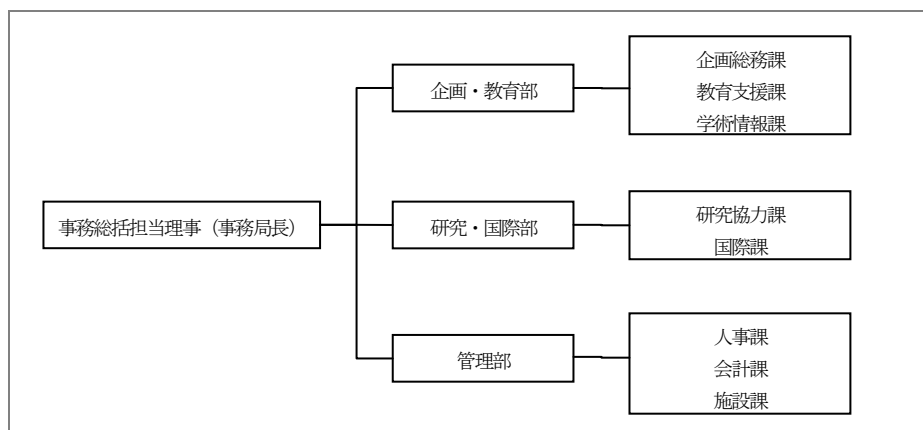 企画総務課
企画・教育部
教育支援課
学術情報課
事務総括担当理事（事務局長）
研究・国際部
研究協力課
国際課
人事課
管理部
会計課
施設課